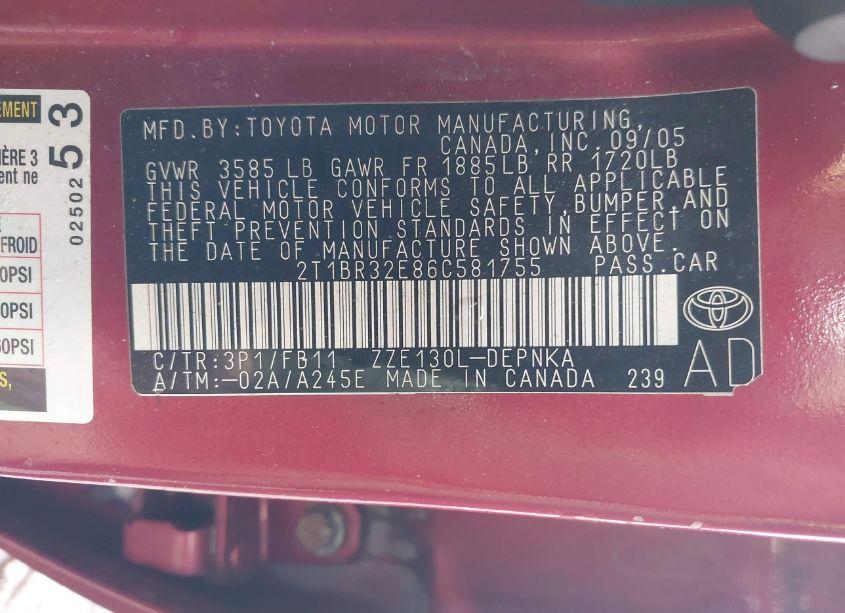 EMENT
IÈRE 3
ent ne
E
FROID
0PSI
0PSI
60PSI
S,
02502 53
MFD. BY: TOYOTA MOTOR MANUFACTURING,
CANADA, INC. 09/05
GVWR 3585 LB GAWR FR 1885LB RR 1720LB
THIS VEHICLE CONFORMS TO ALL APPLICABLE
FEDERAL MOTOR VEHICLE SAFETY, BUMPER, AND
THEFT PREVENTION STANDARDS IN EFFECT ON
THE DATE OF MANUFACTURE SHOWN ABOVE.
2T1BR32E86C581755 PASS. CAR
C/TR: 3P1/FB11 ZZE130L-DEPNKA
A/TM: -02A/A245E MADE IN CANADA 239
AD